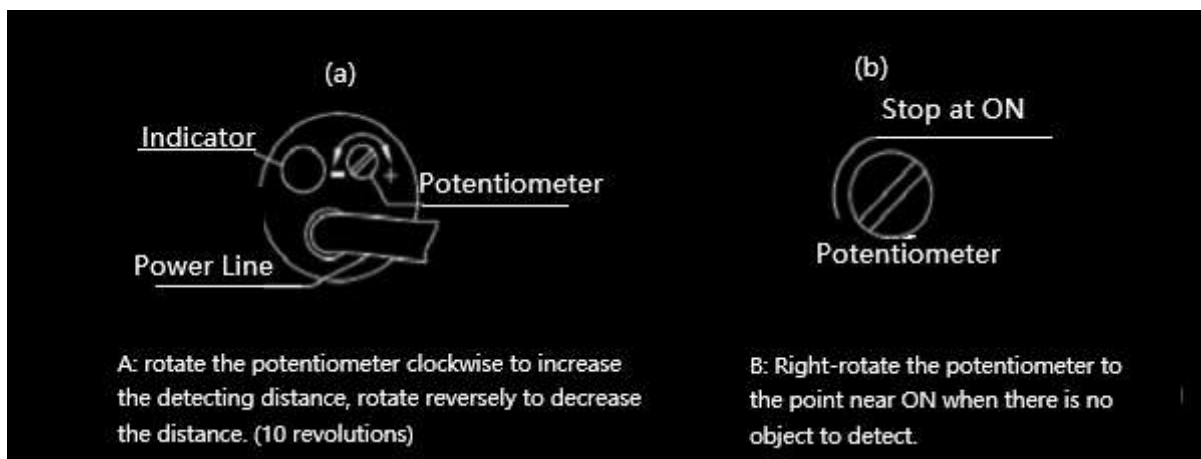 (a)
Indicator
- +
Potentiometer
Power Line
A: rotate the potentiometer clockwise to increase
the detecting distance, rotate reversely to decrease
the distance. (10 revolutions)
(b)
Stop at ON
Potentiometer
B: Right-rotate the potentiometer to
the point near ON when there is no
object to detect.